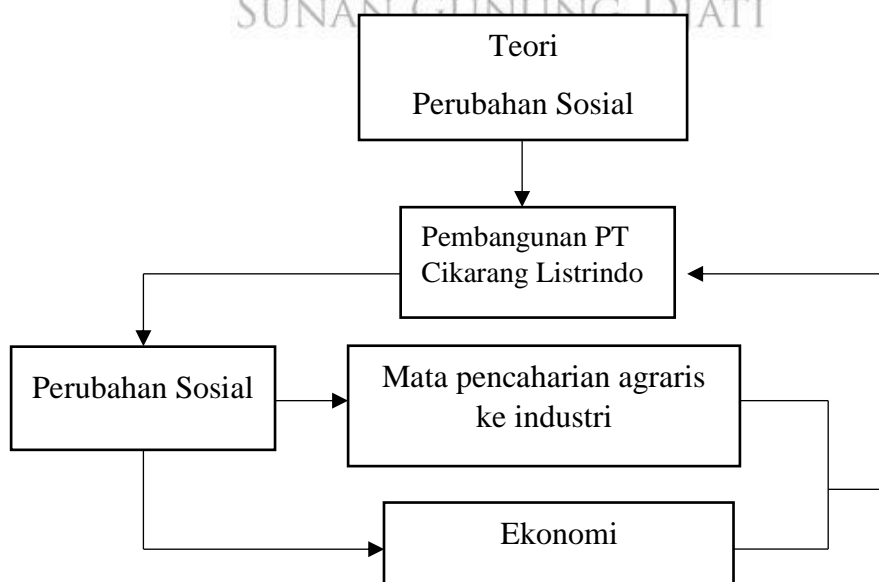 SUNAN GUNUNG DJATI
Teori
Perubahan Sosial
Pembangunan PT
Cikarang Listrindo
Perubahan Sosial
Mata pencaharian agraris
ke industri
Ekonomi